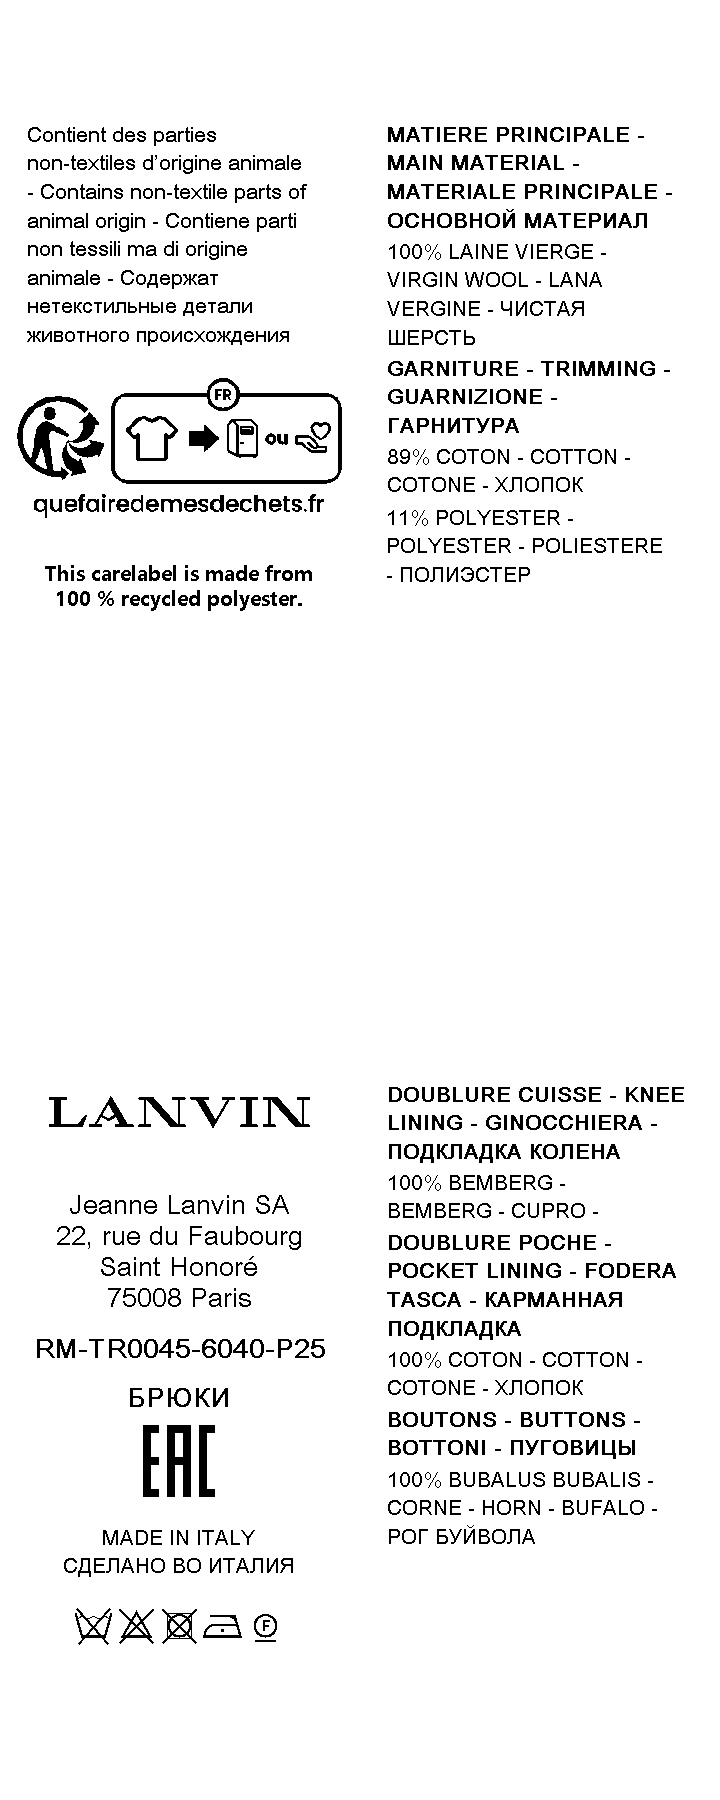 Contient des parties
non-textiles d'origine animale
- Contains non-textile parts of
animal origin - Contiene parti
non tessili ma di origine
animale - Содержат
нетекстильные детали
животного происхождения
FR
ou
quefairedemesdechets.fr
This carelabel is made from
100 % recycled polyester.
MATIERE PRINCIPALE -
MAIN MATERIAL -
MATERIALE PRINCIPALE -
ОСНОВНОЙ МАТЕРИАЛ
100% LAINE VIERGE -
VIRGIN WOOL - LANA
VERGINE - ЧИСТАЯ
ШЕРСТЬ
GARNITURE - TRIMMING -
GUARNIZIONE -
ГАРНИТУРА
89% COTON - COTTON -
COTONE - ХЛОПОК
11% POLYESTER -
POLYESTER - POLIESTERE
- ПОЛИЭСТЕР
LANVIN
Jeanne Lanvin SA
22, rue du Faubourg
Saint Honoré
75008 Paris
RM-TR0045-6040-P25
БРЮКИ
EAC
MADE IN ITALY
СДЕЛАНО ВО ИТАЛИЯ
F
DOUBLURE CUISSE - KNEE
LINING - GINOCCHIERA -
ПОДКЛАДКА КОЛЕНА
100% BEMBERG -
BEMBERG - CUPRO -
DOUBLURE POCHE -
POCKET LINING - FODERA
TASCA - КАРМАННАЯ
ПОДКЛАДКА
100% COTON - COTTON -
COTONE - ХЛОПОК
BOUTONS - BUTTONS -
BOTTONI - ПУГОВИЦЫ
100% BUBALUS BUBALIS -
CORNE - HORN - BUFALO -
РОГ БУЙВОЛА